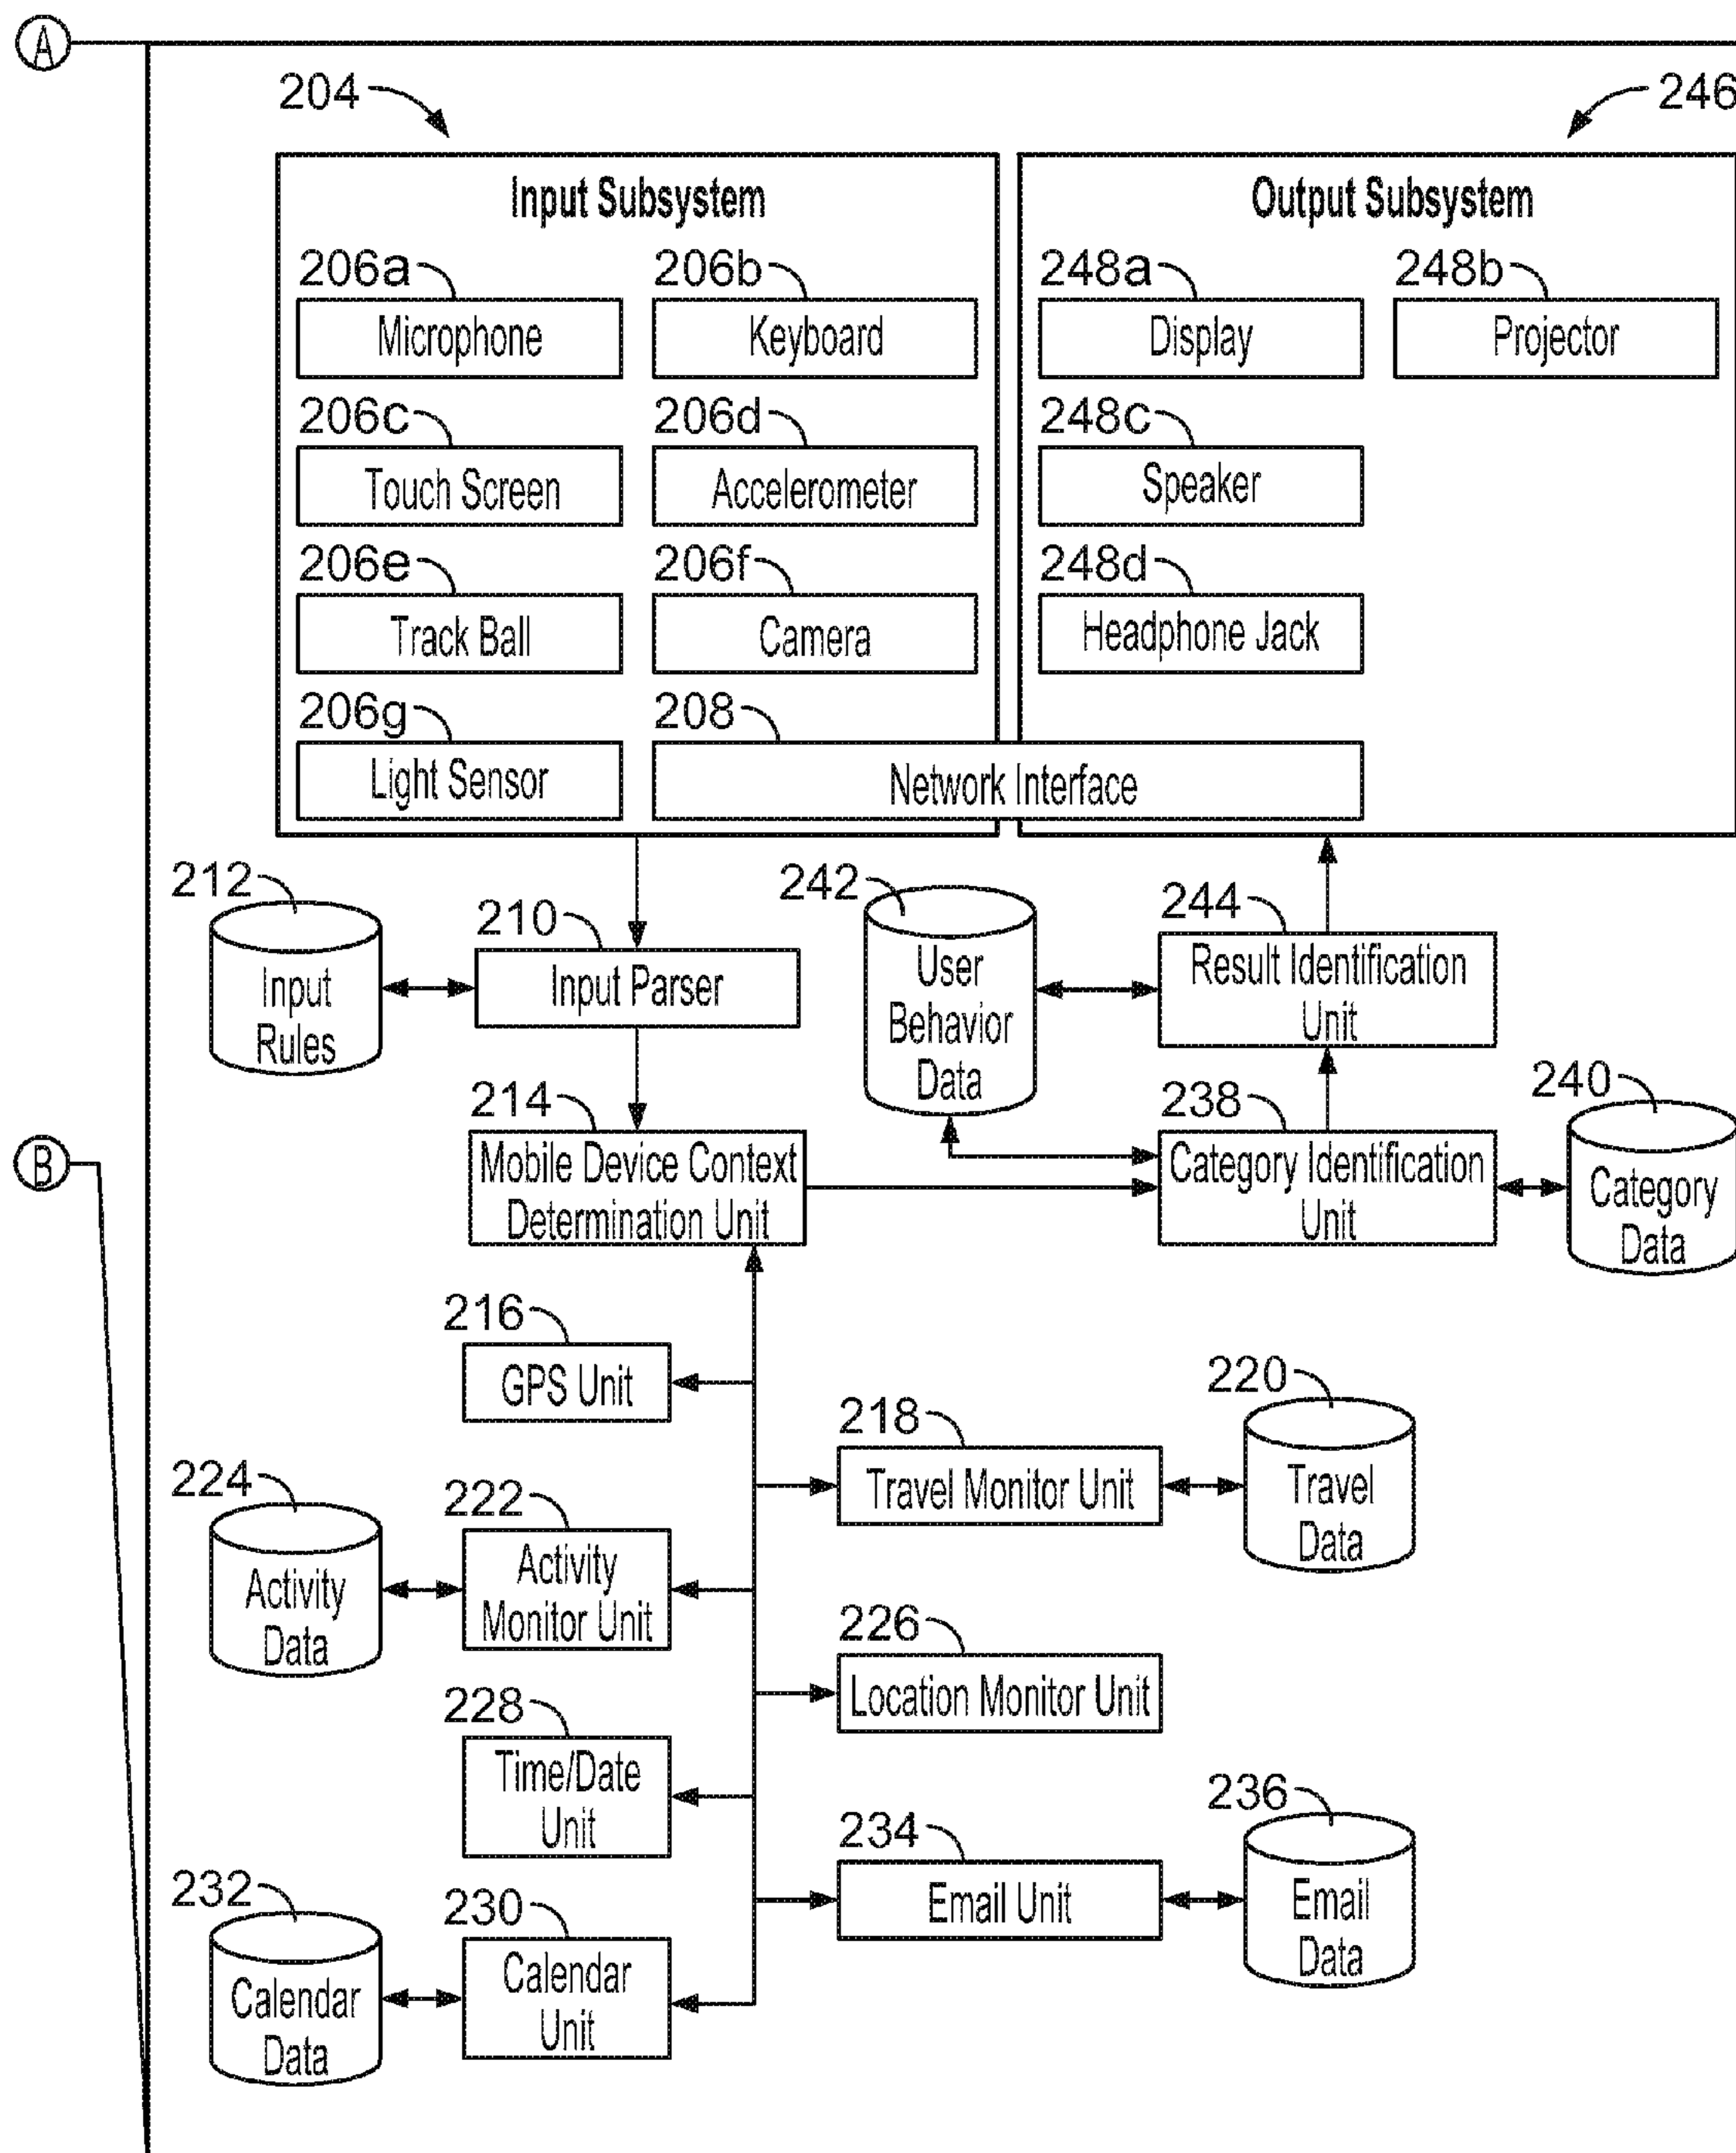 A
204
246
Input Subsystem
Output Subsystem
206a
206b
248a
248b
Microphone
Keyboard
Display
Projector
206c
206d
248c
Touch Screen
Accelerometer
Speaker
206e
206f
248d
Track Ball
Camera
Headphone Jack
206g
208
Light Sensor
Network Interface
212
210
242
244
Input
Rules
Input Parser
User
Behavior
Data
Result Identification
Unit
214
238
240
B
Mobile Device Context
Determination Unit
Category Identification
Unit
Category
Data
216
GPS Unit
218
220
Travel Monitor Unit
Travel
Data
224
222
Activity
Data
Activity
Monitor Unit
226
Location Monitor Unit
228
Time/Date
Unit
234
236
Email Unit
Email
Data
232
230
Calendar
Data
Calendar
Unit